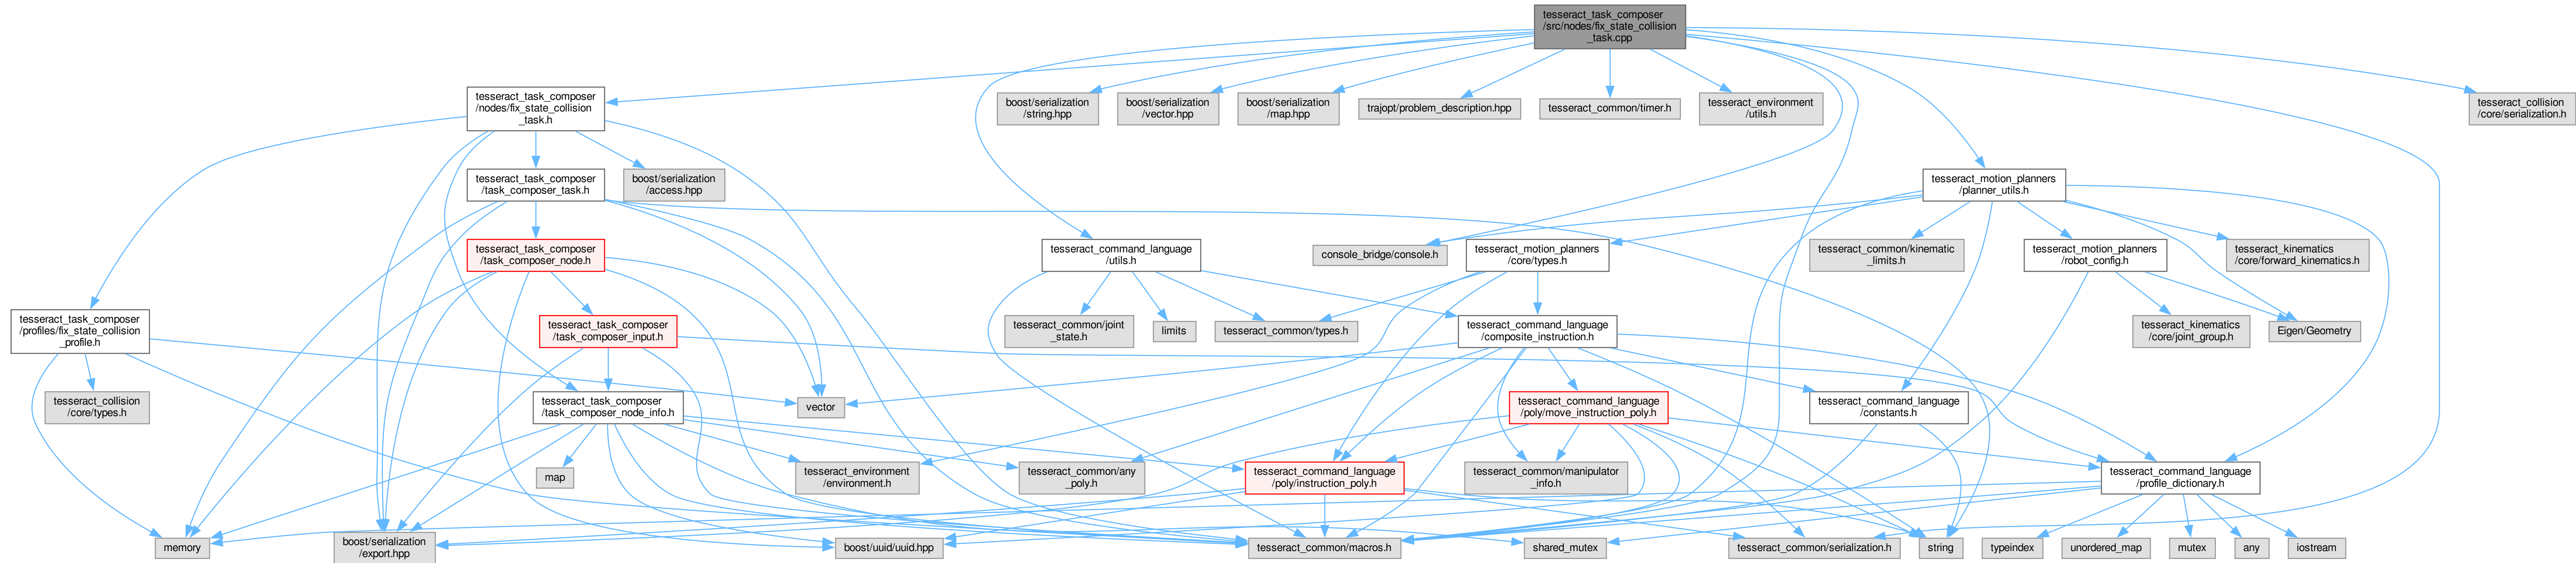 tesseract_task_composer
/src/nodes/fix_state_collision
_task.cpp
tesseract_task_composer
/nodes/fix_state_collision
_task.h
boost/serialization
/string.hpp
boost/serialization
/vector.hpp
boost/serialization
/map.hpp
trajopt/problem_description.hpp
tesseract_common/timer.h
tesseract_environment
/utils.h
tesseract_collision
/core/serialization.h
tesseract_task_composer
/task_composer_task.h
boost/serialization
/access.hpp
tesseract_motion_planners
/planner_utils.h
tesseract_task_composer
/task_composer_node.h
tesseract_command_language
/utils.h
console_bridge/console.h
tesseract_motion_planners
/core/types.h
tesseract_common/kinematic
_limits.h
tesseract_motion_planners
/robot_config.h
tesseract_kinematics
/core/forward_kinematics.h
tesseract_task_composer
/profiles/fix_state_collision
_profile.h
tesseract_task_composer
/task_composer_input.h
tesseract_common/joint
_state.h
limits
tesseract_common/types.h
tesseract_command_language
/composite_instruction.h
tesseract_kinematics
/core/joint_group.h
Eigen/Geometry
tesseract_collision
/core/types.h
tesseract_task_composer
/task_composer_node_info.h
vector
tesseract_command_language
/poly/move_instruction_poly.h
tesseract_command_language
/constants.h
map
tesseract_environment
/environment.h
tesseract_common/any
_poly.h
tesseract_command_language
/poly/instruction_poly.h
tesseract_common/manipulator
_info.h
tesseract_command_language
/profile_dictionary.h
memory
boost/serialization
/export.hpp
boost/uuid/uuid.hpp
tesseract_common/macros.h
shared_mutex
tesseract_common/serialization.h
string
typeindex
unordered_map
mutex
any
iostream